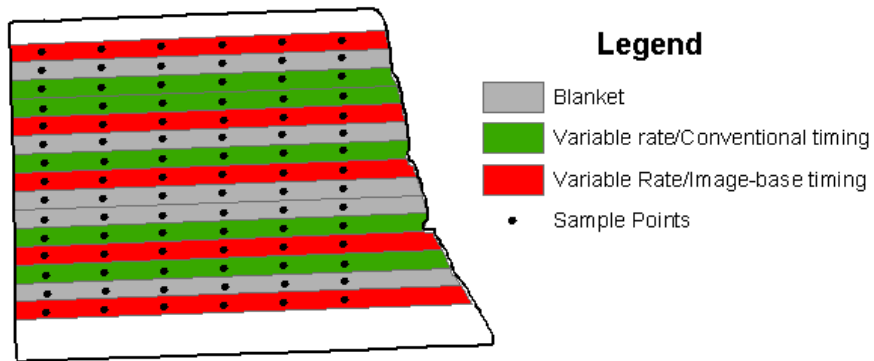 Legend
Blanket
Variable rate/Conventional timing
Variable Rate/Image-base timing
Sample Points